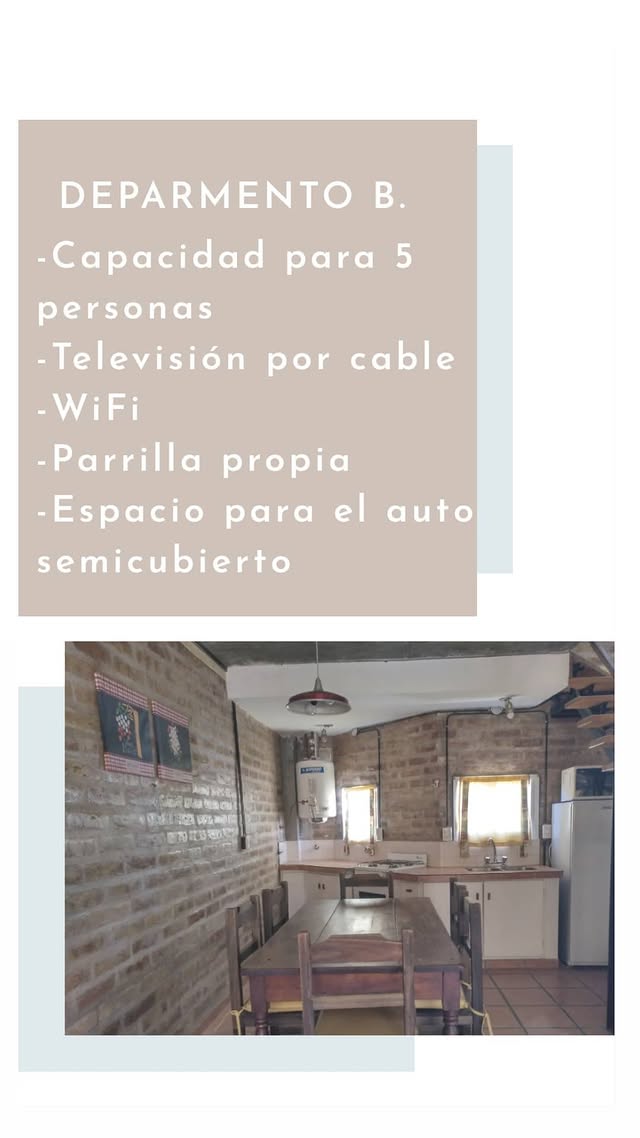 DEPARMENTO B.
-Capacidad para 5
personas
-Televisión por cable
-WiFi
-Parrilla propia
-Espacio para el auto
semicubierto